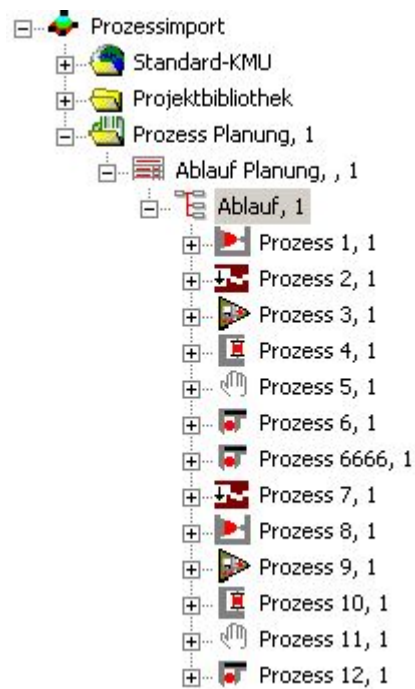 Prozessimport
Standard-KMU
Projektbibliothek
Prozess Planung, 1
Ablauf Planung, , 1
Ablauf, 1
Prozess 1, 1
Prozess 2, 1
Prozess 3, 1
Prozess 4, 1
Prozess 5, 1
Prozess 6, 1
Prozess 6666, 1
Prozess 7, 1
Prozess 8, 1
Prozess 9, 1
Prozess 10, 1
Prozess 11, 1
Prozess 12, 1